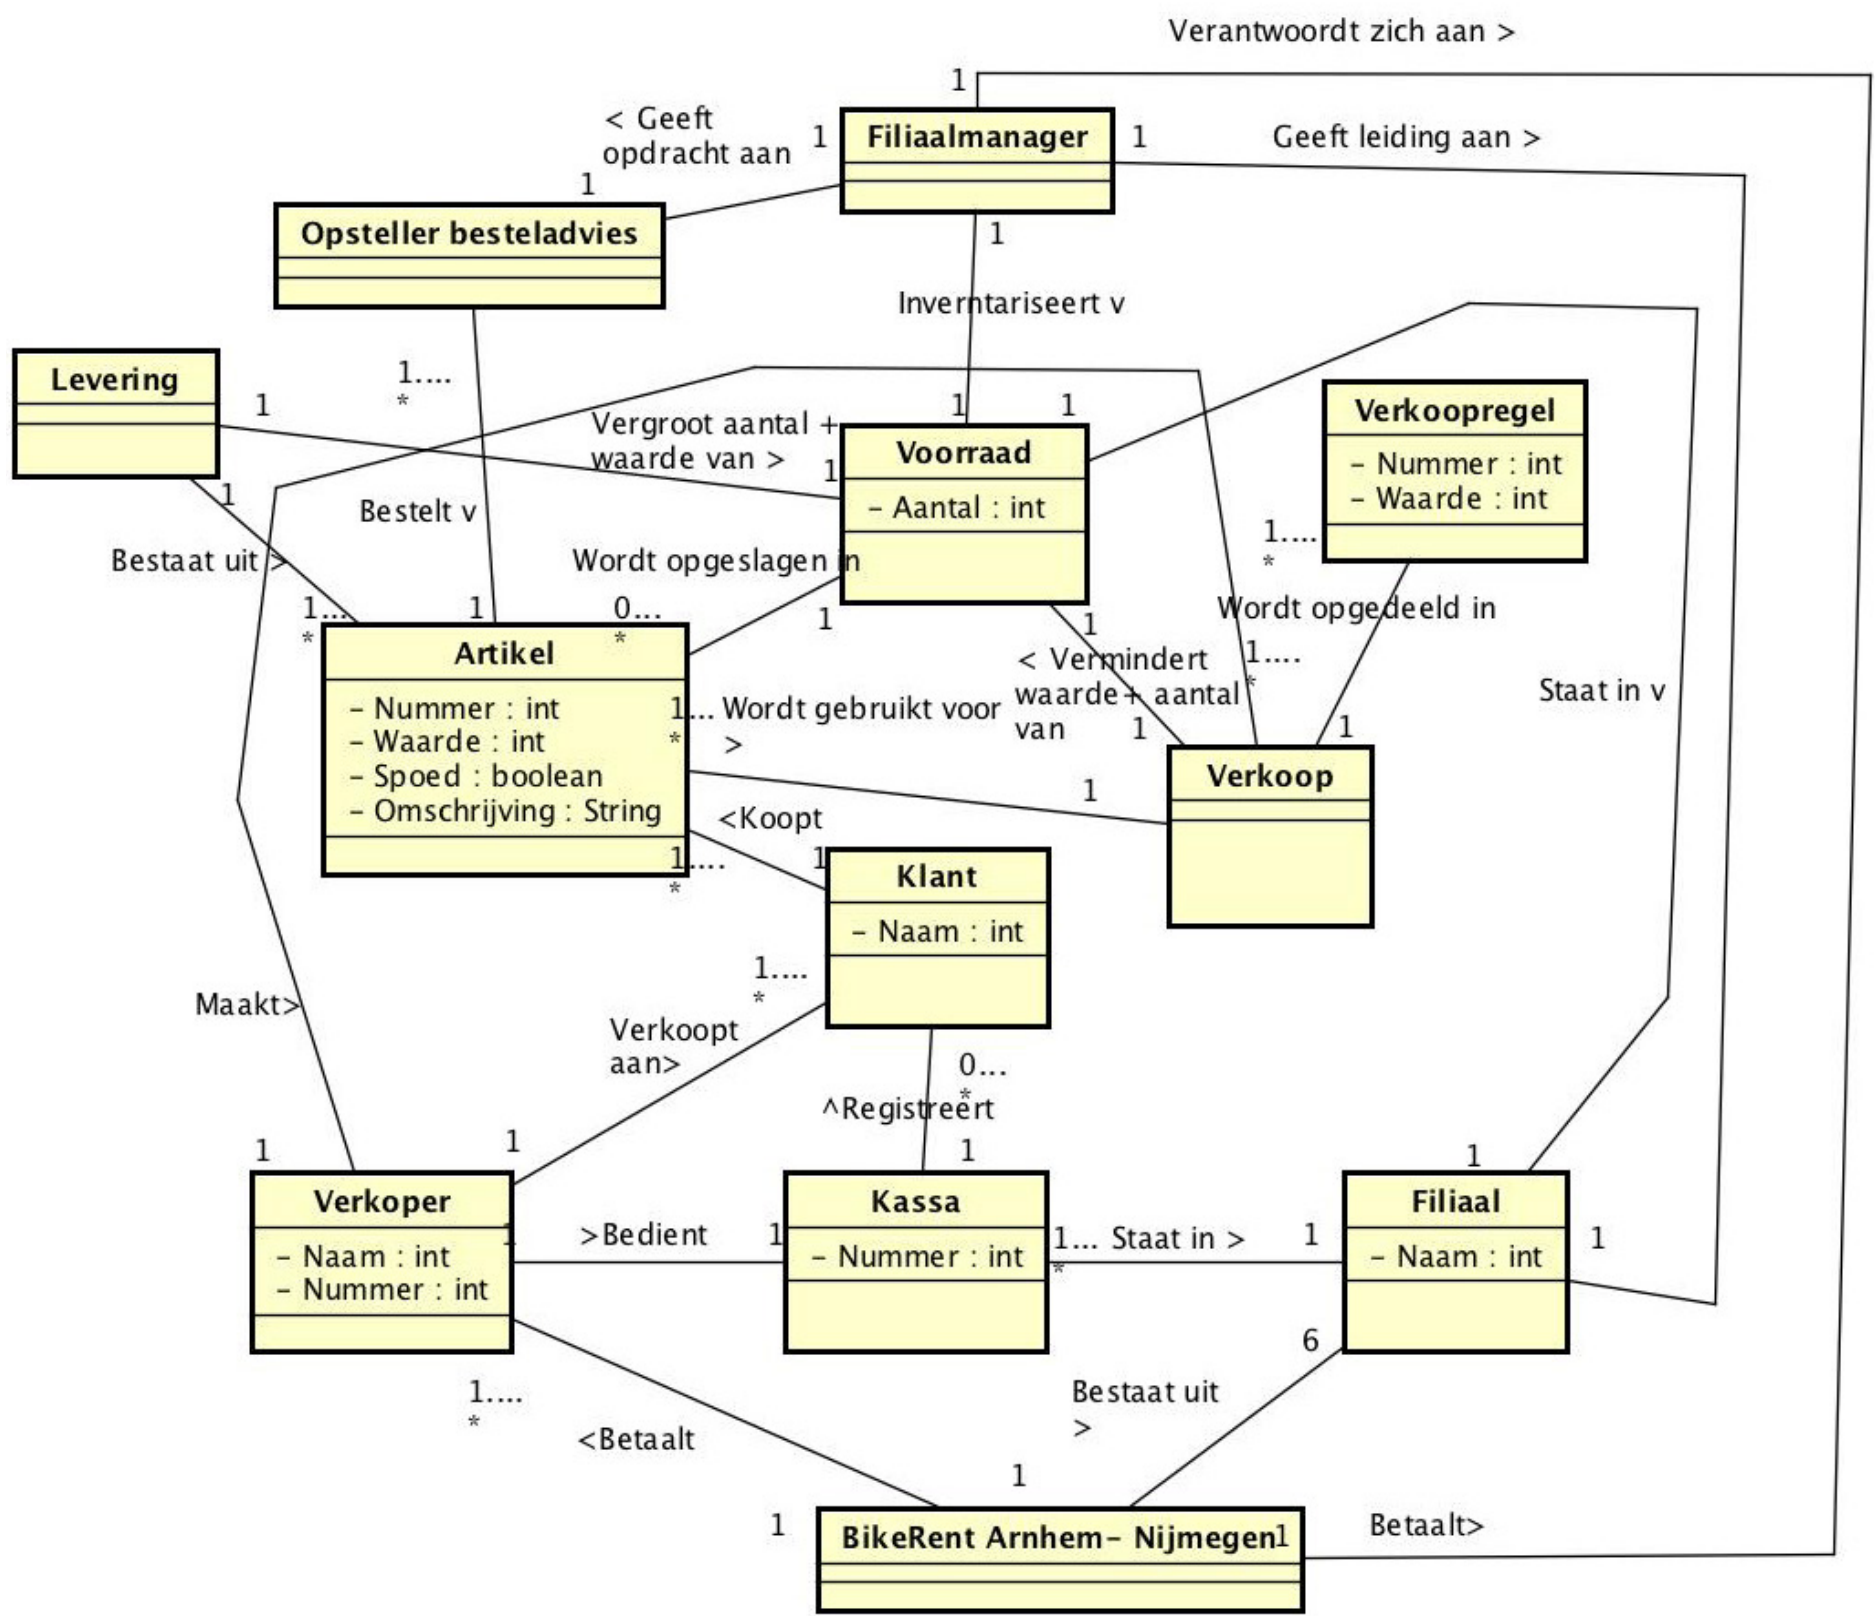 Verantwoordt zich aan >
1
< Geeft
opdracht aan
1
Filiaalmanager
1
Geeft leiding aan >
1
Opsteller besteladvies
1
Inverntariseert v
Levering
1....
*
1
Vergroot aantal +
waarde van >
1
1
1
Voorraad
– Aantal : int
Verkoopregel
– Nummer : int
– Waarde : int
1
Bestelt v
1....
*
Bestaat uit >
Wordt opgeslagen in
1...
*
1
0...
*
1
1
Wordt opgedeeld in
Artikel
– Nummer : int
– Waarde : int
– Spoed : boolean
– Omschrijving : String
< Vermindert
waarde+ aantal
van
1....
*
Staat in v
1...
*
Wordt gebruikt voor
>
1
1
Verkoop
1
<Koopt
1....
*
1
Klant
– Naam : int
1....
*
Maakt>
Verkoopt
aan>
0...
*
^Registreert
1
1
1
1
Verkoper
– Naam : int
– Nummer : int
1
>Bedient
1
Kassa
– Nummer : int
1...
*
Staat in >
1
Filiaal
– Naam : int
1
6
1....
*
<Betaalt
Bestaat uit
>
1
1
BikeRent Arnhem– Nijmegen
1
Betaalt>